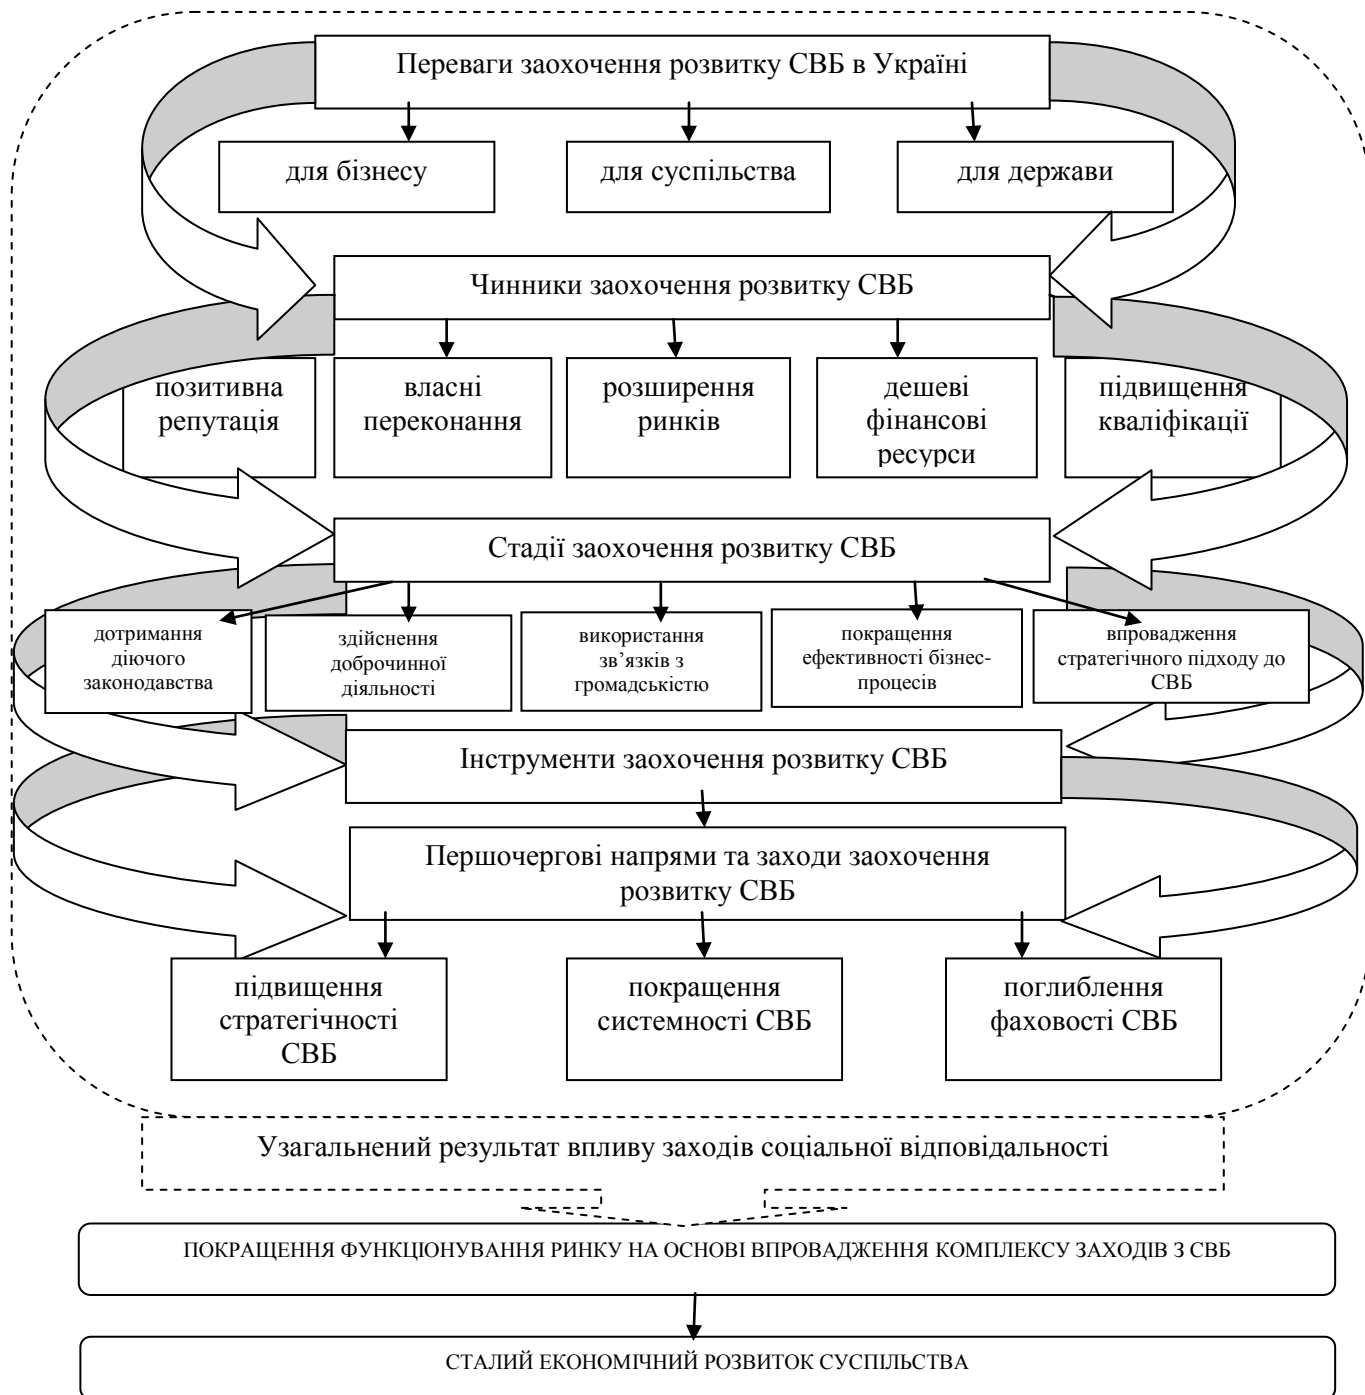 Переваги заохочення розвитку СВБ в Україні
для бізнесу
для суспільства
для держави
Чинники заохочення розвитку СВБ
позитивна
репутація
власні
переконання
розширення
ринків
дешеві
фінансові
ресурси
підвищення
кваліфікації
Стадії заохочення розвитку СВБ
дотримання
діючого
законодавства
здійснення
доброчинної
діяльності
використання
зв’язків з
громадськістю
покращення
ефективності бізнес-
процесів
впровадження
стратегічного підходу до
СВБ
Інструменти заохочення розвитку СВБ
Першочергові напрями та заходи заохочення
розвитку СВБ
підвищення
стратегічності
СВБ
покращення
системності СВБ
поглиблення
фаховості СВБ
Узагальнений результат впливу заходів соціальної відповідальності
ПОКРАЩЕННЯ ФУНКЦІОНУВАННЯ РИНКУ НА ОСНОВІ ВПРОВАДЖЕННЯ КОМПЛЕКСУ ЗАХОДІВ З СВБ
СТАЛИЙ ЕКОНОМІЧНИЙ РОЗВИТОК СУСПІЛЬСТВА